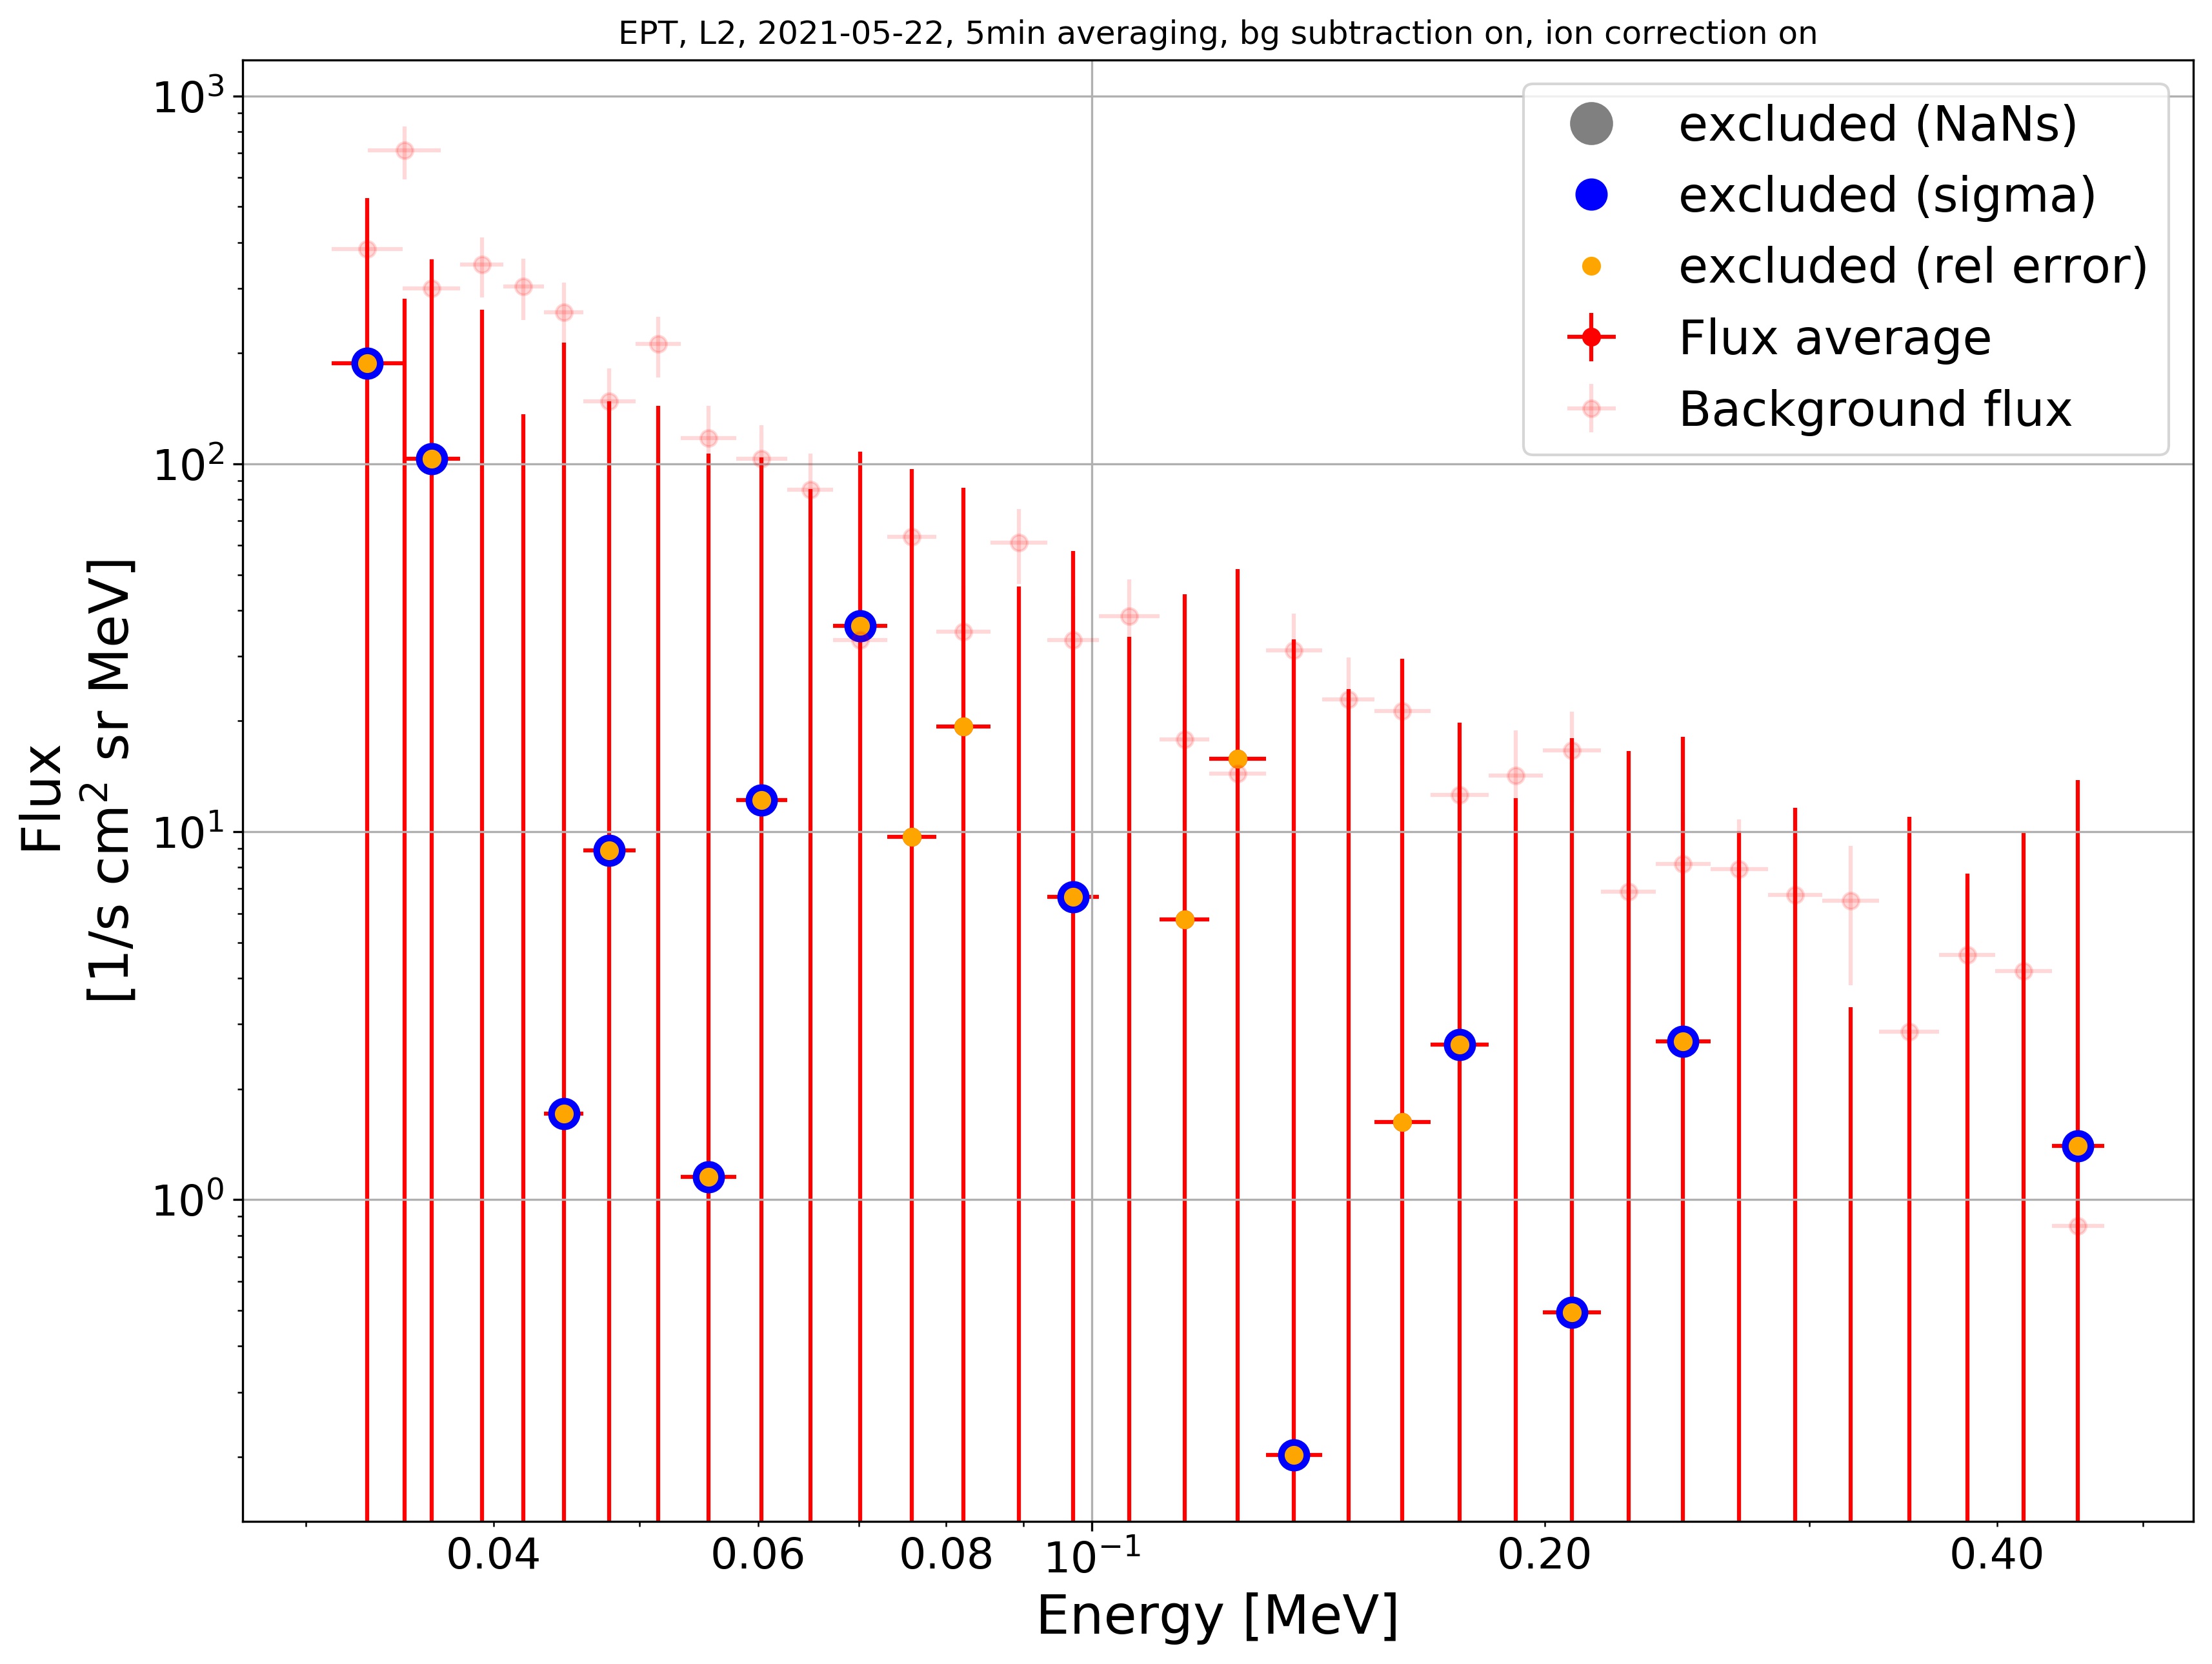 EPT, L2, 2021-05-22, 5min averaging, bg subtraction on, ion correction on
10³
10²
10¹
10⁰
Flux
[1/s cm² sr MeV]
excluded (NaNs)
excluded (sigma)
excluded (rel error)
Flux average
Background flux
0.04 0.06 0.08 10⁻¹ 0.20 0.40
Energy [MeV]